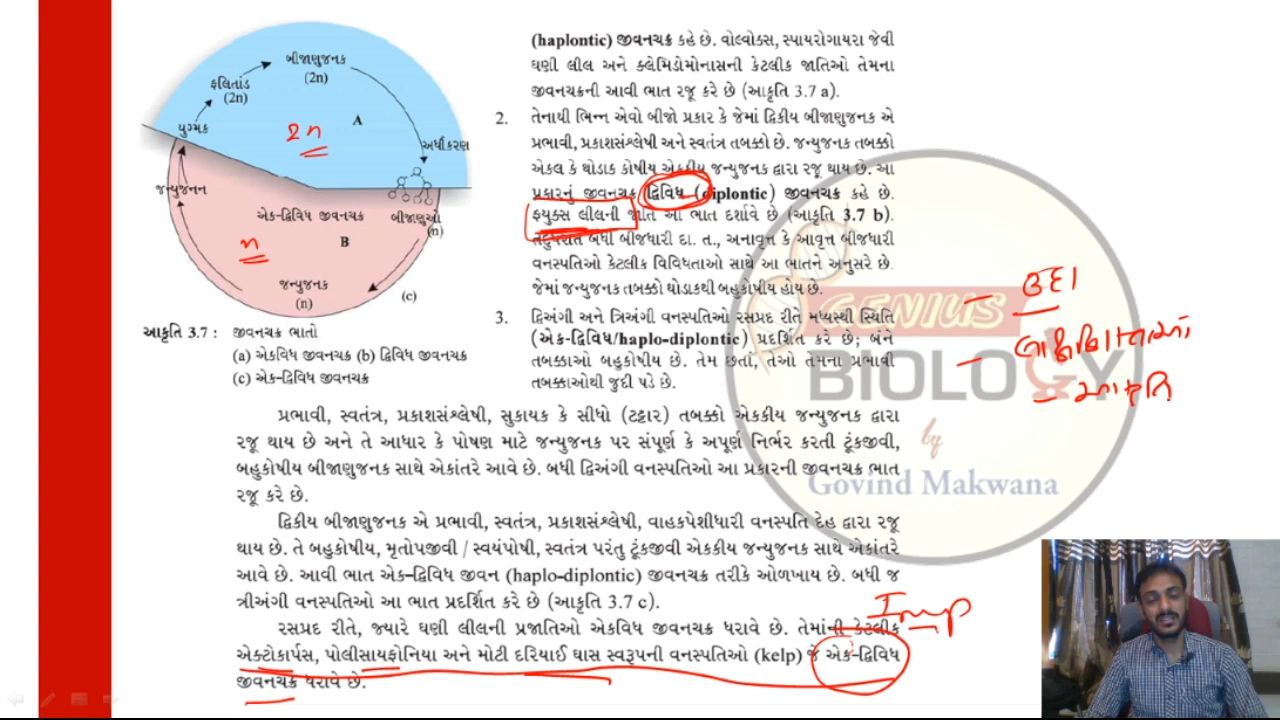 બીજાણુજનક
(2n)
ફલિતાંડ
(2n)
A
યુગ્મક
2n
અર્ધીકરણ
જન્યુજનન
એક-દ્વિવિધ જીવનચક્ર
બીજાણુઓ
(n)
n
B
જન્યુજનક
(n)
(c)
આકૃતિ 3.7 : જીવનચક્ર ભાતો
(a) એકવિધ જીવનચક્ર (b) દ્વિવિધ જીવનચક્ર
(c) એક-દ્વિવિધ જીવનચક્ર
(haplontic) જીવનચક્ર કહે છે. વોલ્વોક્સ, સ્પાયરોગાયરા જેવી
ઘણી લીલ અને ક્લેમિડોમોનાસની કેટલીક જાતિઓ તેમના
જીવનચક્રની આવી ભાત રજૂ કરે છે (આકૃતિ 3.7 a).
2. તેનાથી ભિન્ન એવો બીજો પ્રકાર કે જેમાં દ્વિકીય બીજાણુજનક એ
પ્રભાવી, પ્રકાશસંશ્લેષી અને સ્વતંત્ર તબક્કો છે. જન્યુજનક તબક્કો
એકલ કે થોડાક કોષીય એકકીય જન્યુજનક દ્વારા રજૂ થાય છે. આ
પ્રકારનું જીવનચક્ર દ્વિવિધ (diplontic) જીવનચક્ર કહે છે.
ફયુક્સ લીલની જાતિ આ ભાત દર્શાવે છે (આકૃતિ 3.7 b).
તદુપરાંત બધી બીજધારી દા. ત., અનાવૃત્ત કે આવૃત્ત બીજધારી
વનસ્પતિઓ કેટલીક વિવિધતાઓ સાથે આ ભાતને અનુસરે છે.
જેમાં જન્યુજનક તબક્કો થોડાકથી બહુકોષીય હોય છે.
3. દ્વિઅંગી અને ત્રિઅંગી વનસ્પતિઓ રસપ્રદ રીતે મધ્યસ્થી સ્થિતિ
(એક-દ્વિવિધ/haplo-diplontic) પ્રદર્શિત કરે છે; બંને
તબક્કાઓ બહુકોષીય છે. તેમ છતાં, તેઓ તેમના પ્રભાવી
તબક્કાઓથી જુદી પડે છે.
પ્રભાવી, સ્વતંત્ર, પ્રકાશસંશ્લેષી, સુકાયક કે સીધો (ટટ્ટાર) તબક્કો એકકીય જન્યુજનક દ્વારા
રજૂ થાય છે અને તે આધાર કે પોષણ માટે જન્યુજનક પર સંપૂર્ણ કે અપૂર્ણ નિર્ભર કરતી ટૂંકજીવી,
બહુકોષીય બીજાણુજનક સાથે એકાંતરે આવે છે. બધી દ્વિઅંગી વનસ્પતિઓ આ પ્રકારની જીવનચક્ર ભાત
રજૂ કરે છે.
દ્વિકીય બીજાણુજનક એ પ્રભાવી, સ્વતંત્ર, પ્રકાશસંશ્લેષી, વાહકપેશીધારી વનસ્પતિ દેહ દ્વારા રજૂ
થાય છે. તે બહુકોષીય, મૃતોપજીવી / સ્વયંપોષી, સ્વતંત્ર પરંતુ ટૂંકજીવી એકકીય જન્યુજનક સાથે એકાંતરે
આવે છે. આવી ભાત એક-દ્વિવિધ જીવન (haplo-diplontic) જીવનચક્ર તરીકે ઓળખાય છે. બધી જ
ત્રીઅંગી વનસ્પતિઓ આ ભાત પ્રદર્શિત કરે છે (આકૃતિ 3.7 c).
Imp
રસપ્રદ રીતે, જ્યારે ઘણી લીલની પ્રજાતિઓ એકવિધ જીવનચક્ર ધરાવે છે. તેમાંની કેટલીક
એક્ટોકાર્પસ, પોલીસાયફોનિયા અને મોટી દરિયાઈ ઘાસ સ્વરૂપની વનસ્પતિઓ (kelp) જ એક-દ્વિવિધ
જીવનચક્ર ધરાવે છે.
GENIUS
BIOLOGY
by
Govind Makwana